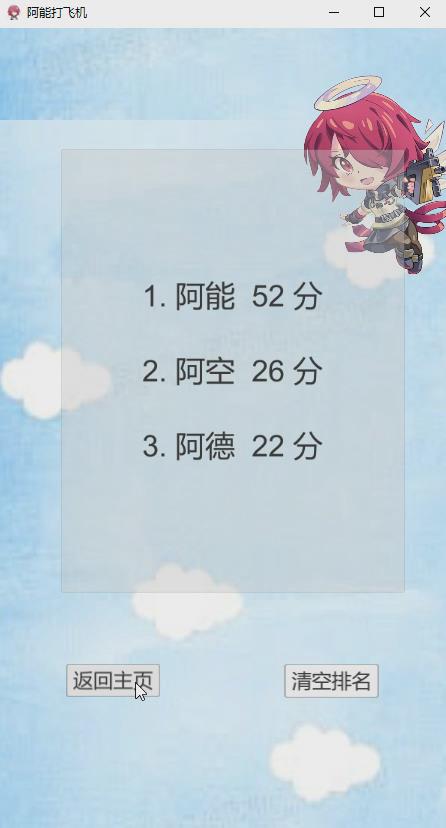 阿能打飞机
1. 阿能 52 分
2. 阿空 26 分
3. 阿德 22 分
返回主页
清空排名